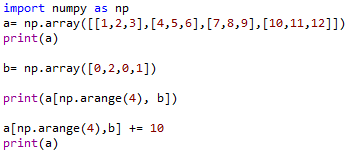 import numpy as np
a= np.array([[1,2,3],[4,5,6],[7,8,9],[10,11,12]])
print(a)
b= np.array([0,2,0,1])
print(a[np.arange(4), b])
a[np.arange(4),b] += 10
print(a)